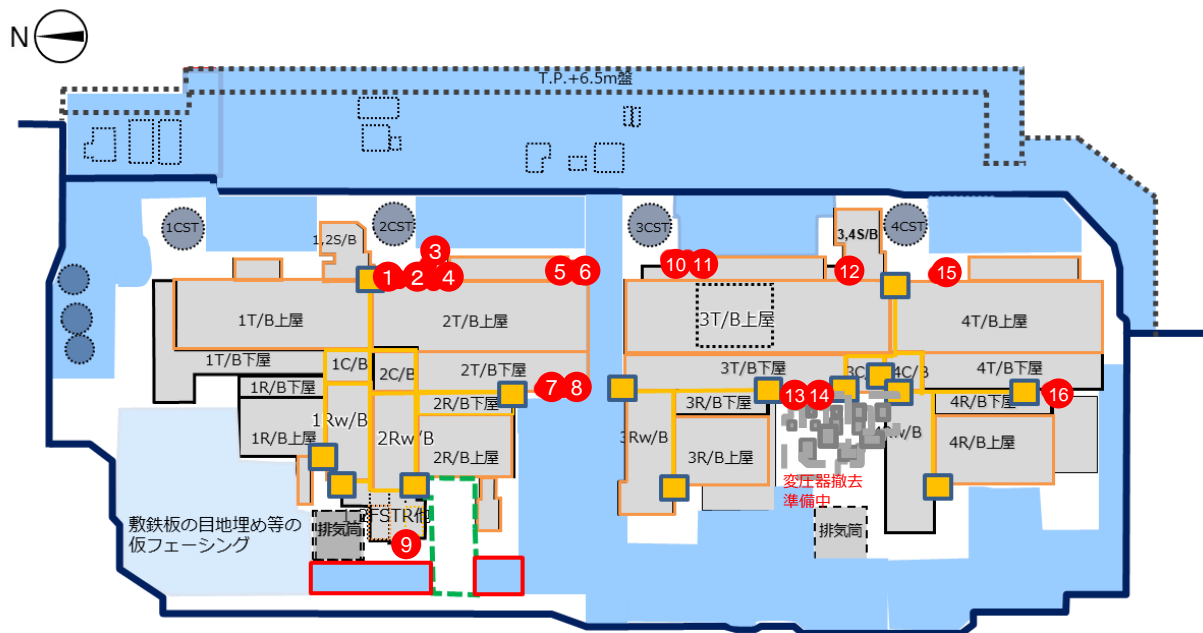 N
T.P.+6.5m盤
1CST
2CST
3CST
4CST
1,2S/B
3,4S/B
3
1
2
4
5
6
10
11
12
15
1T/B上屋
2T/B上屋
3T/B上屋
4T/B上屋
1T/B下屋
1C/B
2C/B
2T/B下屋
3T/B下屋
3C
4C/B
4T/B下屋
7
8
13
14
16
1R/B下屋
1Rw/B
2Rw/B
2R/B下屋
3R/B下屋
4R/B下屋
1R/B上屋
2R/B上屋
3Rw/B
3R/B上屋
Rw/B
4R/B上屋
変圧器撤去
準備中
敷鉄板の目地埋め等の
仮フェーシング
排気筒
FSTR他
9
排気筒